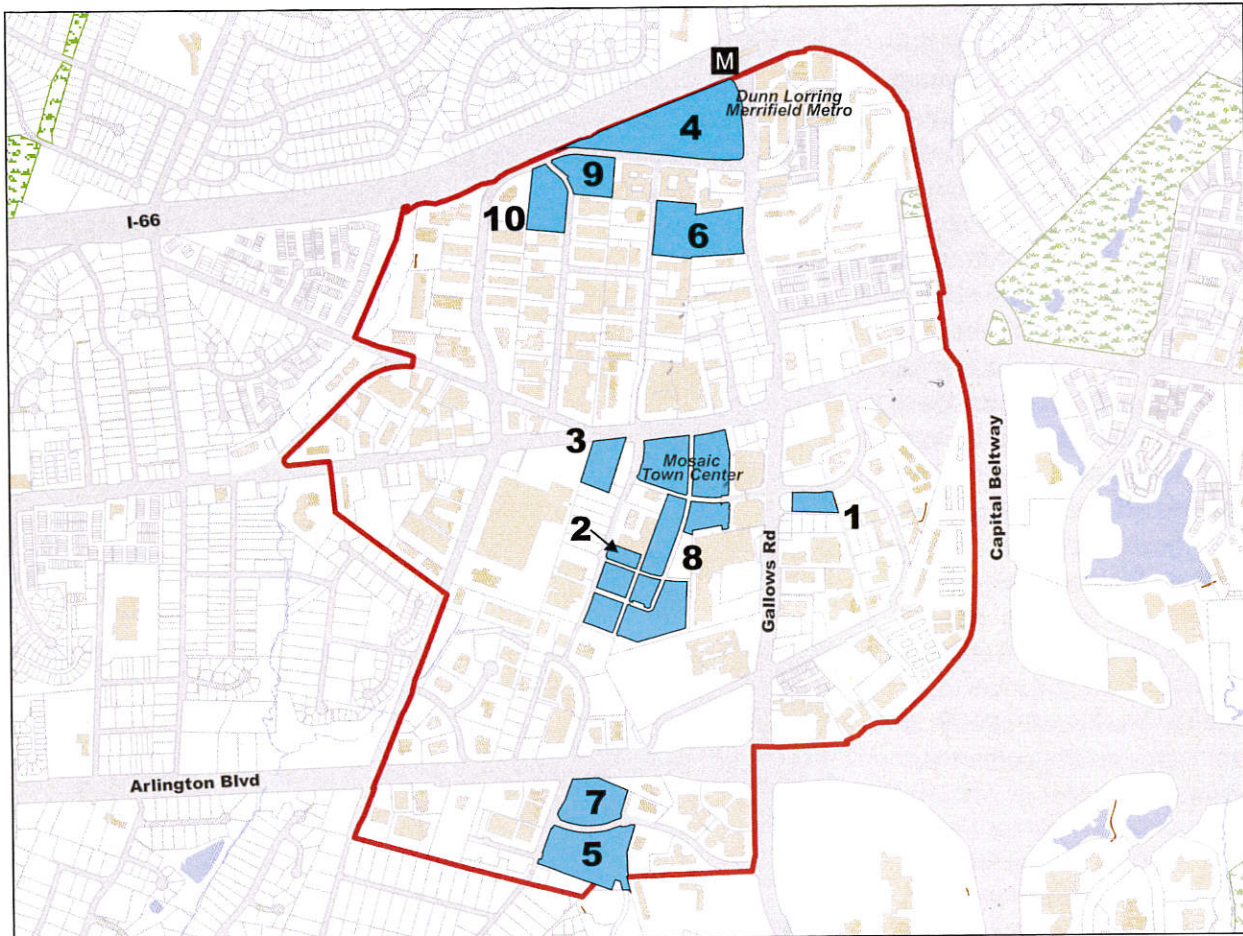 M
Dunn Lorring
Merrifield Metro
4
9
I-66
10
6
3
Mosaic
Town Center
1
2
8
Gallows Rd
Capital Beltway
Arlington Blvd
7
5